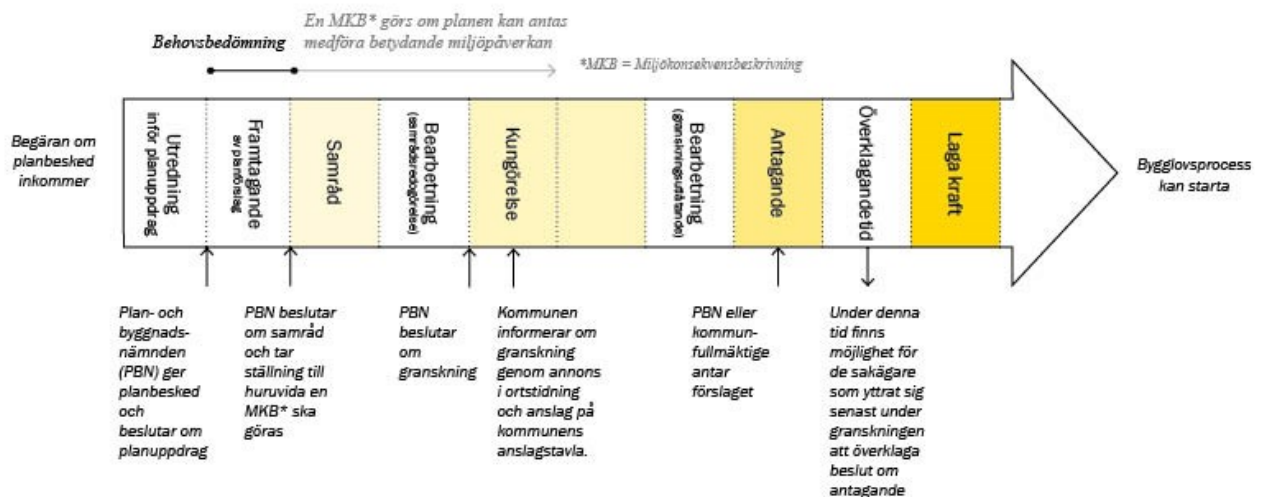 En MKB* görs om planen kan antas
medföra betydande miljöpåverkan
Behovsbedömning
*MKB = Miljökonsekvensbeskrivning
Begäran om
planbesked
inkommer
Utredning
inför planuppdrag
Framtagande
av planförslag
Samråd
Bearbetning
(samrådsredogörelse)
Kungörelse
Bearbetning
(granskningsutlåtande)
Antagande
Överklagandetid
Laga kraft
Bygglovsprocess
kan starta
Plan- och
byggnads-
nämnden
(PBN) ger
planbesked
och
beslutar om
planuppdrag
PBN beslutar
om samråd
och tar
ställning till
huruvida en
MKB* ska
göras
PBN
beslutar
om
granskning
Kommunen
informerar om
granskning
genom annons
i ortstidning
och anslag på
kommunens
anslagstavla.
PBN eller
kommun-
fullmäktige
antar
förslaget
Under denna
tid finns
möjlighet för
de sakägare
som yttrat sig
senast under
granskningen
att överklaga
beslut om
antagande